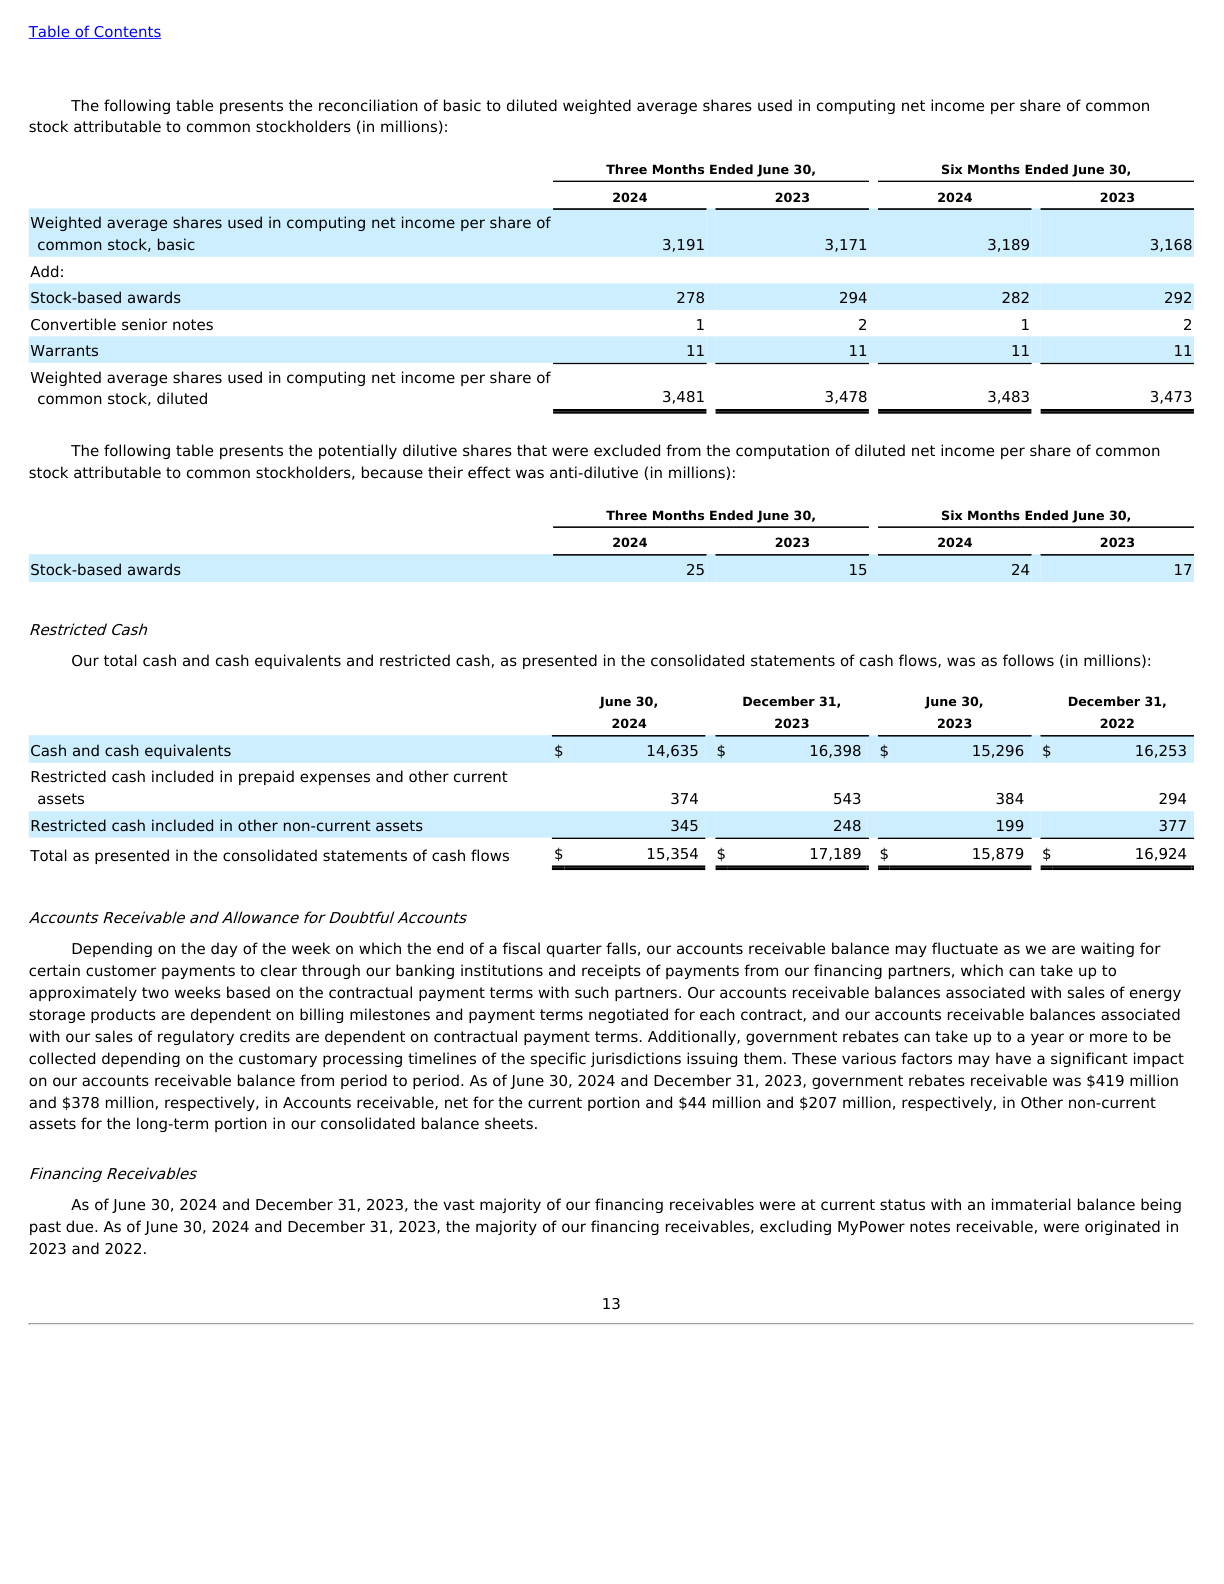 Table of Contents
The following table presents the reconciliation of basic to diluted weighted average shares used in computing net income per share of common
stock attributable to common stockholders (in millions):
Three Months Ended June 30, Six Months Ended June 30,
2024 2023 2024 2023
Weighted average shares used in computing net income per share of
common stock, basic 3,191 3,171 3,189 3,168
Add:
Stock-based awards 278 294 282 292
Convertible senior notes 1 2 1 2
Warrants 11 11 11 11
Weighted average shares used in computing net income per share of
common stock, diluted 3,481 3,478 3,483 3,473
The following table presents the potentially dilutive shares that were excluded from the computation of diluted net income per share of common
stock attributable to common stockholders, because their effect was anti-dilutive (in millions):
Three Months Ended June 30, Six Months Ended June 30,
2024 2023 2024 2023
Stock-based awards 25 15 24 17
Restricted Cash
Our total cash and cash equivalents and restricted cash, as presented in the consolidated statements of cash flows, was as follows (in millions):
June 30, December 31, June 30, December 31,
2024 2023 2023 2022
Cash and cash equivalents $ 14,635 $ 16,398 $ 15,296 $ 16,253
Restricted cash included in prepaid expenses and other current
assets 374 543 384 294
Restricted cash included in other non-current assets 345 248 199 377
Total as presented in the consolidated statements of cash flows $ 15,354 $ 17,189 $ 15,879 $ 16,924
Accounts Receivable and Allowance for Doubtful Accounts
Depending on the day of the week on which the end of a fiscal quarter falls, our accounts receivable balance may fluctuate as we are waiting for
certain customer payments to clear through our banking institutions and receipts of payments from our financing partners, which can take up to
approximately two weeks based on the contractual payment terms with such partners. Our accounts receivable balances associated with sales of energy
storage products are dependent on billing milestones and payment terms negotiated for each contract, and our accounts receivable balances associated
with our sales of regulatory credits are dependent on contractual payment terms. Additionally, government rebates can take up to a year or more to be
collected depending on the customary processing timelines of the specific jurisdictions issuing them. These various factors may have a significant impact
on our accounts receivable balance from period to period. As of June 30, 2024 and December 31, 2023, government rebates receivable was $419 million
and $378 million, respectively, in Accounts receivable, net for the current portion and $44 million and $207 million, respectively, in Other non-current
assets for the long-term portion in our consolidated balance sheets.
Financing Receivables
As of June 30, 2024 and December 31, 2023, the vast majority of our financing receivables were at current status with an immaterial balance being
past due. As of June 30, 2024 and December 31, 2023, the majority of our financing receivables, excluding MyPower notes receivable, were originated in
2023 and 2022.
13